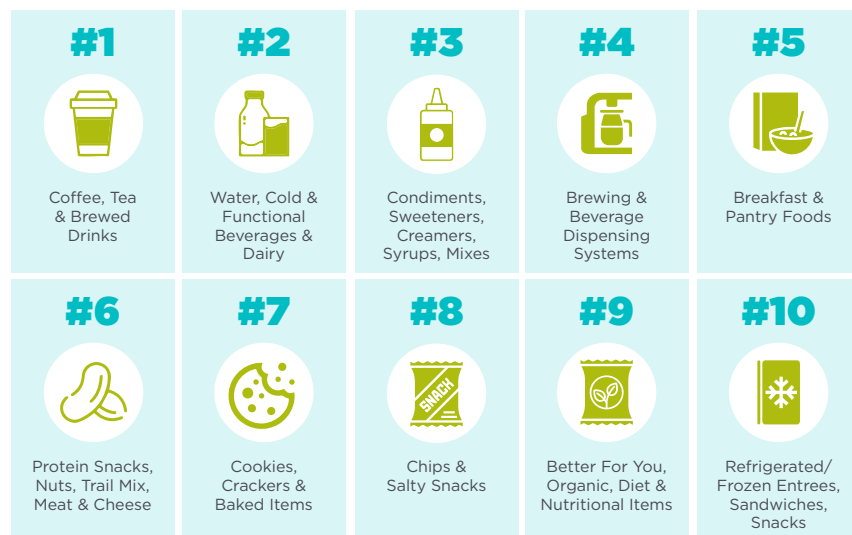 #1
Coffee, Tea
& Brewed
Drinks
#2
Water, Cold &
Functional
Beverages &
Dairy
#3
Condiments,
Sweeteners,
Creamers,
Syrups, Mixes
#4
Brewing &
Beverage
Dispensing
Systems
#5
Breakfast &
Pantry Foods
#6
Protein Snacks,
Nuts, Trail Mix,
Meat & Cheese
#7
Cookies,
Crackers &
Baked Items
#8
SNACK
Chips &
Salty Snacks
#9
Better For You,
Organic, Diet &
Nutritional Items
#10
Refrigerated/
Frozen Entrees,
Sandwiches,
Snacks